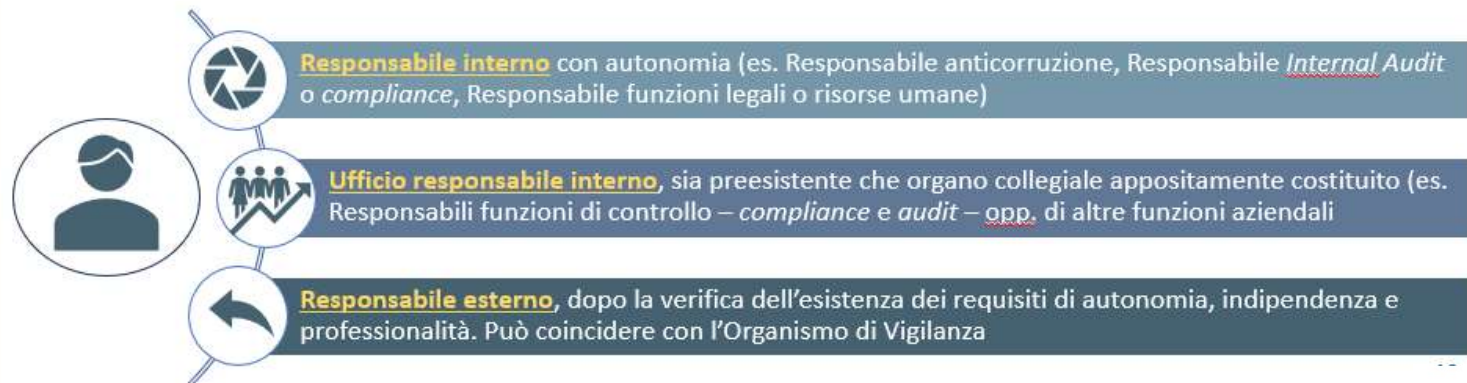 Responsabile interno con autonomia (es. Responsabile anticorruzione, Responsabile Internal Audit
o compliance, Responsabile funzioni legali o risorse umane)
Ufficio responsabile interno, sia preesistente che organo collegiale appositamente costituito (es.
Responsabili funzioni di controllo – compliance e audit – opp. di altre funzioni aziendali
Responsabile esterno, dopo la verifica dell'esistenza dei requisiti di autonomia, indipendenza e
professionalità. Può coincidere con l'Organismo di Vigilanza